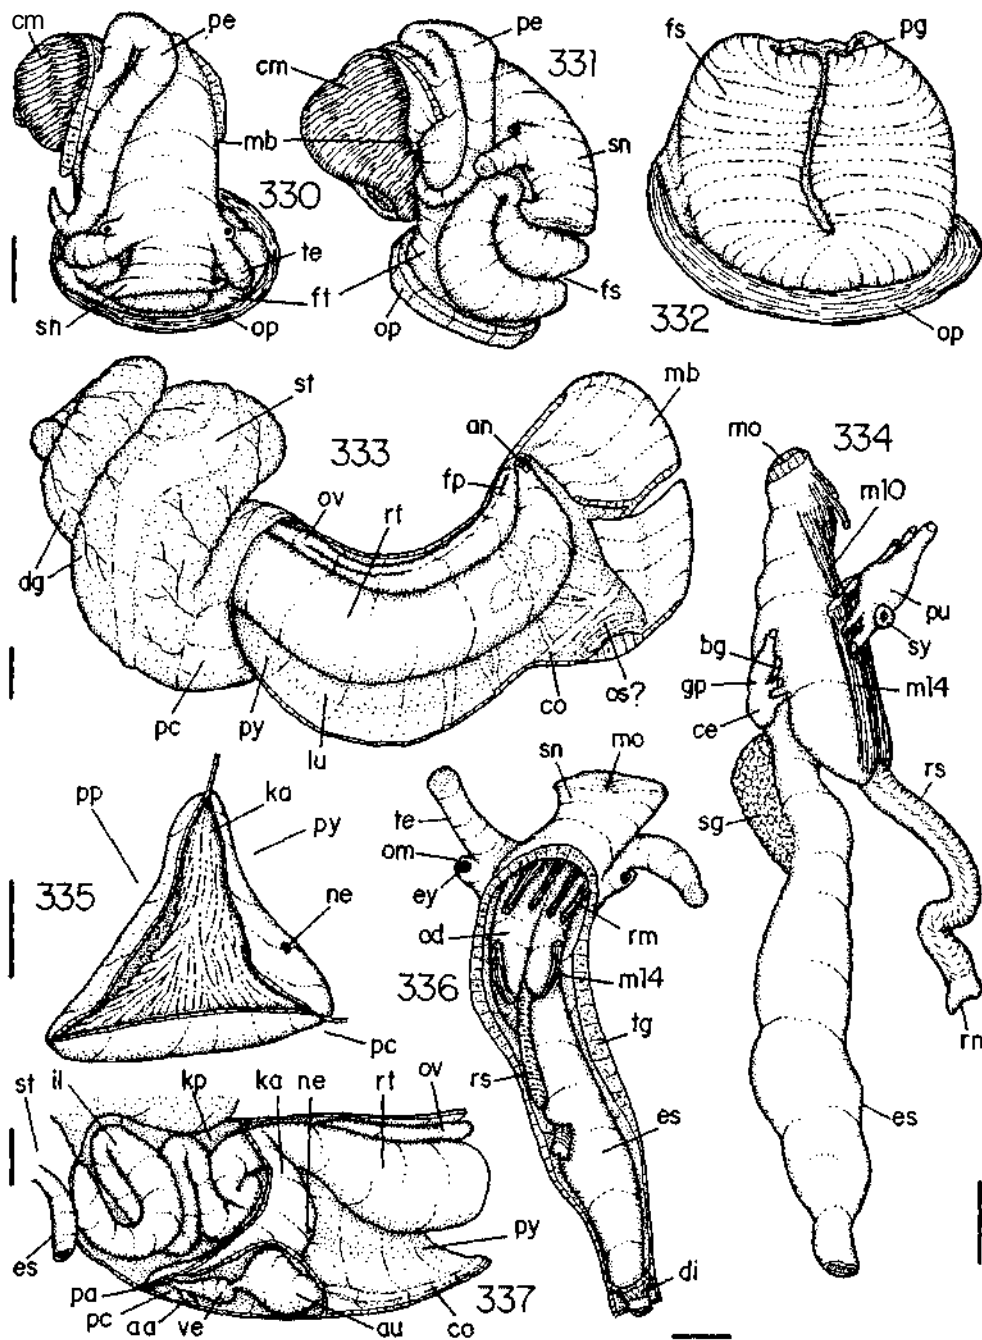 cm
pe
mb
330
te
ft
sn
op
cm
pe
331
sn
fs
op
fs
pg
332
op
st
333
ov
rt
fp
an
mb
dg
pc
py
lu
co
os?
mo
334
m10
pu
sy
bg
gp
ce
m14
rs
sg
es
pp
ka
py
335
ne
pc
sn
mo
te
om
ey
od
336
rm
m14
tg
rs
es
di
st
il
kp
ka
ne
rt
ov
es
py
pa
pc
aa
ve
au
co
337